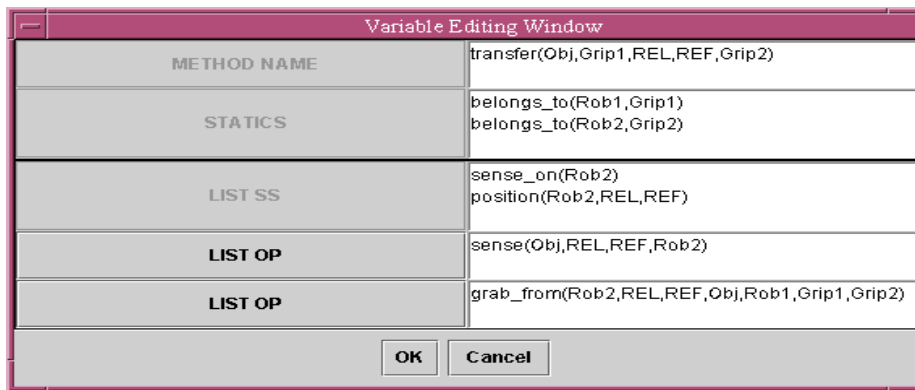 Variable Editing Window
METHOD NAME
transfer(Obj,Grip1,REL,REF,Grip2)
STATICS
belongs_to(Rob1,Grip1)
belongs_to(Rob2,Grip2)
LIST SS
sense_on(Rob2)
position(Rob2,REL,REF)
LIST OP
sense(Obj,REL,REF,Rob2)
LIST OP
grab_from(Rob2,REL,REF,Obj,Rob1,Grip1,Grip2)
OK
Cancel